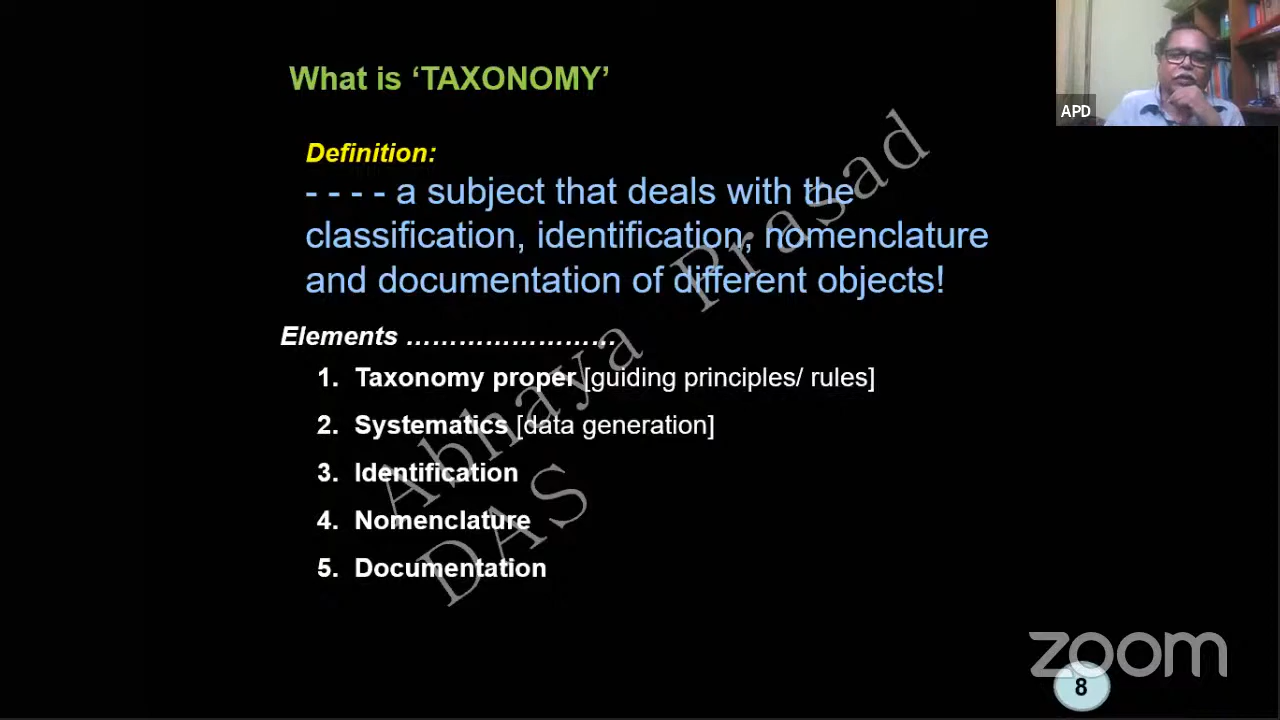 What is ‘TAXONOMY’
APD
Definition:
- - - - a subject that deals with the
classification, identification, nomenclature
and documentation of different objects!
Elements ……………………
1. Taxonomy proper [guiding principles/ rules]
2. Systematics [data generation]
3. Identification
4. Nomenclature
5. Documentation
Abhaya Prasad
DAS
zoom
8